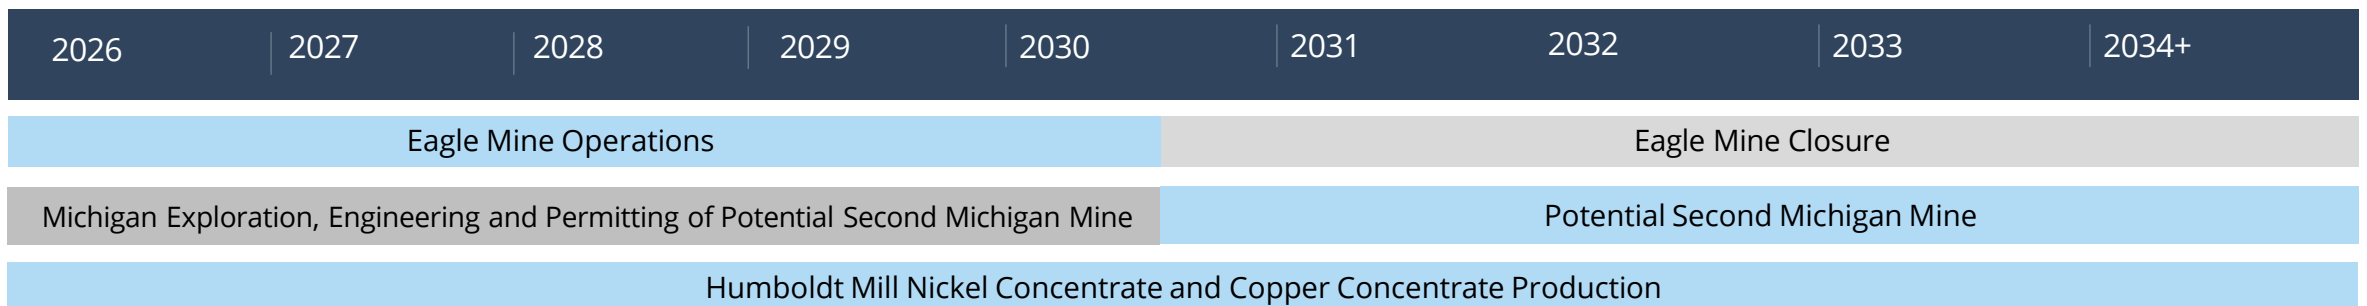 2026 2027 2028 2029 2030 2031 2032 2033 2034+
Eagle Mine Operations Eagle Mine Closure
Michigan Exploration, Engineering and Permitting of Potential Second Michigan Mine Potential Second Michigan Mine
Humboldt Mill Nickel Concentrate and Copper Concentrate Production